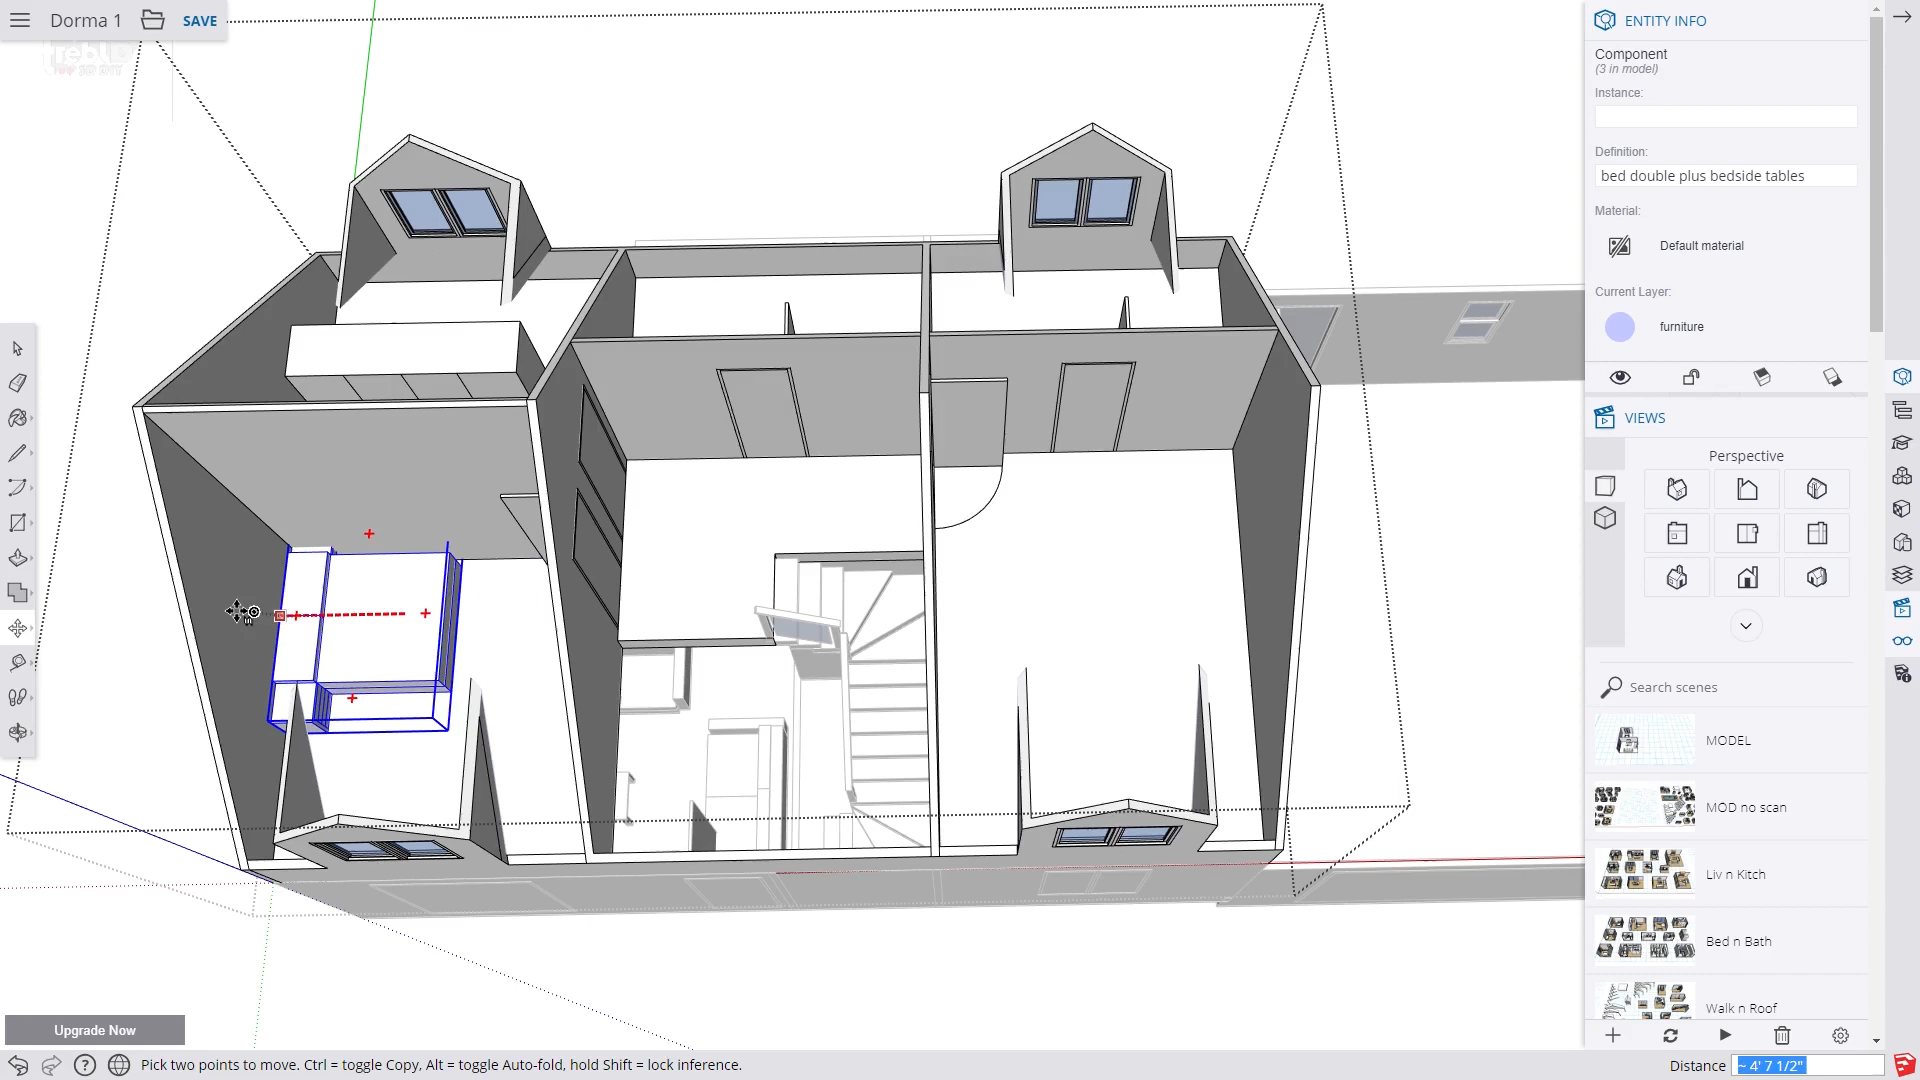 Dorma 1
SAVE
3D DIY
ENTITY INFO
Component
(3 in model)
Instance:
Definition:
bed double plus bedside tables
Material:
Default material
Current Layer:
furniture
VIEWS
Perspective
Search scenes
MODEL
MOD no scan
Liv n Kitch
Bed n Bath
Walk n Roof
Upgrade Now
Pick two points to move. Ctrl = toggle Copy, Alt = toggle Auto-fold, hold Shift = lock inference.
Distance ~ 4' 7 1/2"